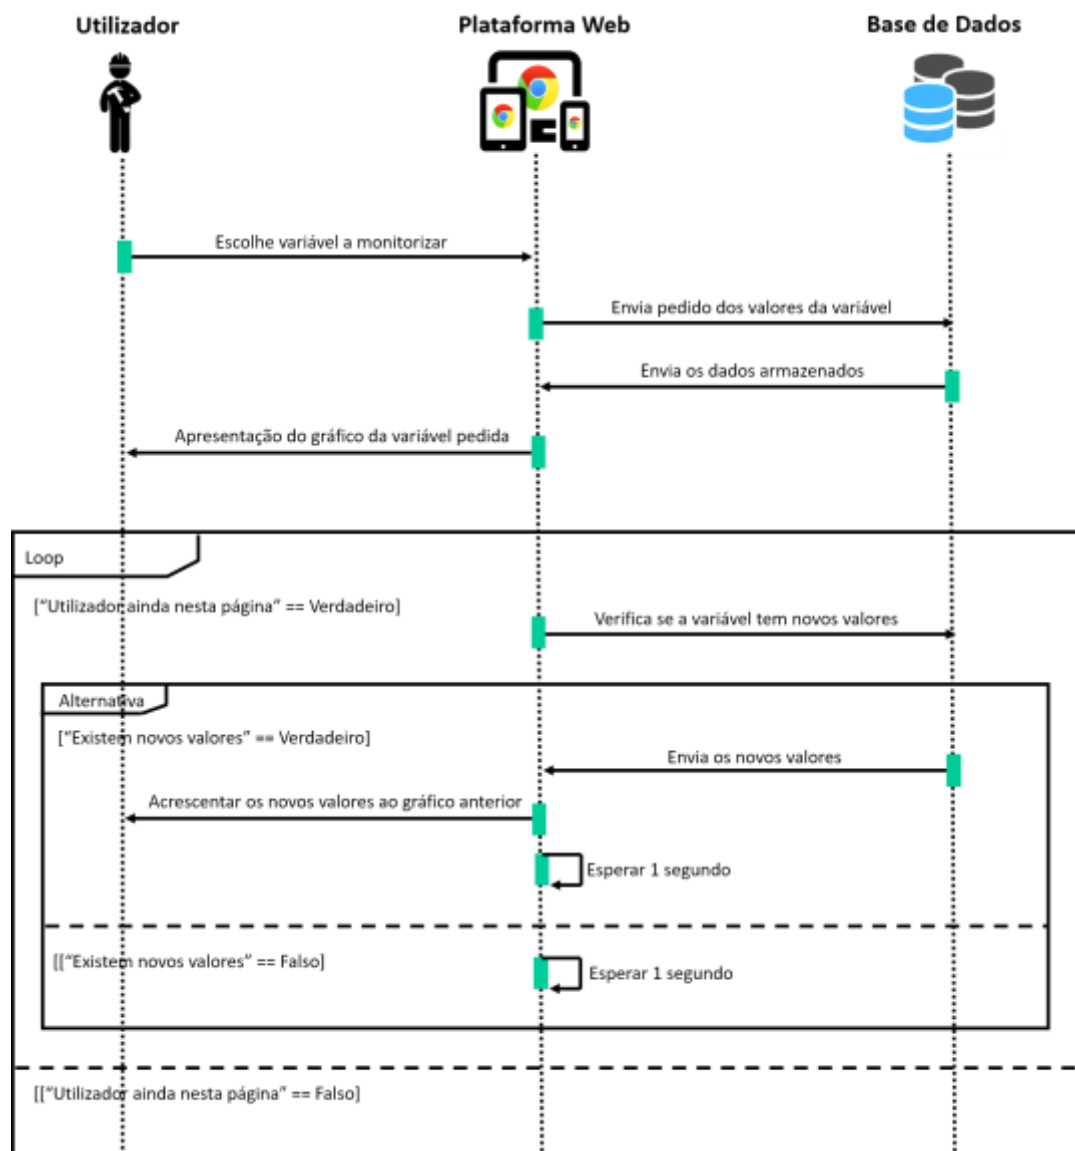 Utilizador
Plataforma Web
Base de Dados
Escolhe variável a monitorizar
Envia pedido dos valores da variável
Envia os dados armazenados
Apresentação do gráfico da variável pedida
Loop
[“Utilizador ainda nesta página” == Verdadeiro]
Verifica se a variável tem novos valores
Alternativa
[“Existem novos valores” == Verdadeiro]
Envia os novos valores
Acrescentar os novos valores ao gráfico anterior
Esperar 1 segundo
[[“Existem novos valores” == Falso]
Esperar 1 segundo
[[“Utilizador ainda nesta página” == Falso]